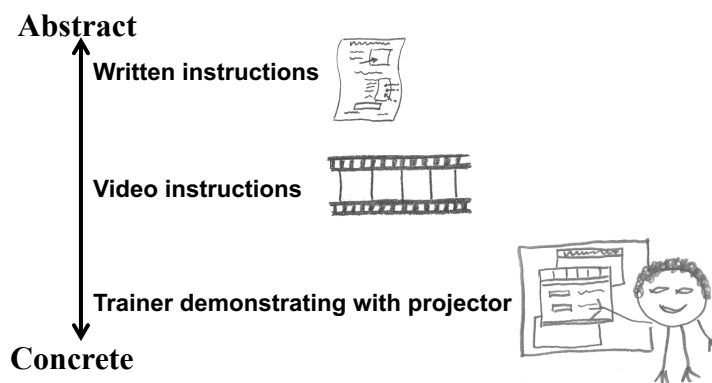 Abstract
Written instructions
Video instructions
Trainer demonstrating with projector
Concrete